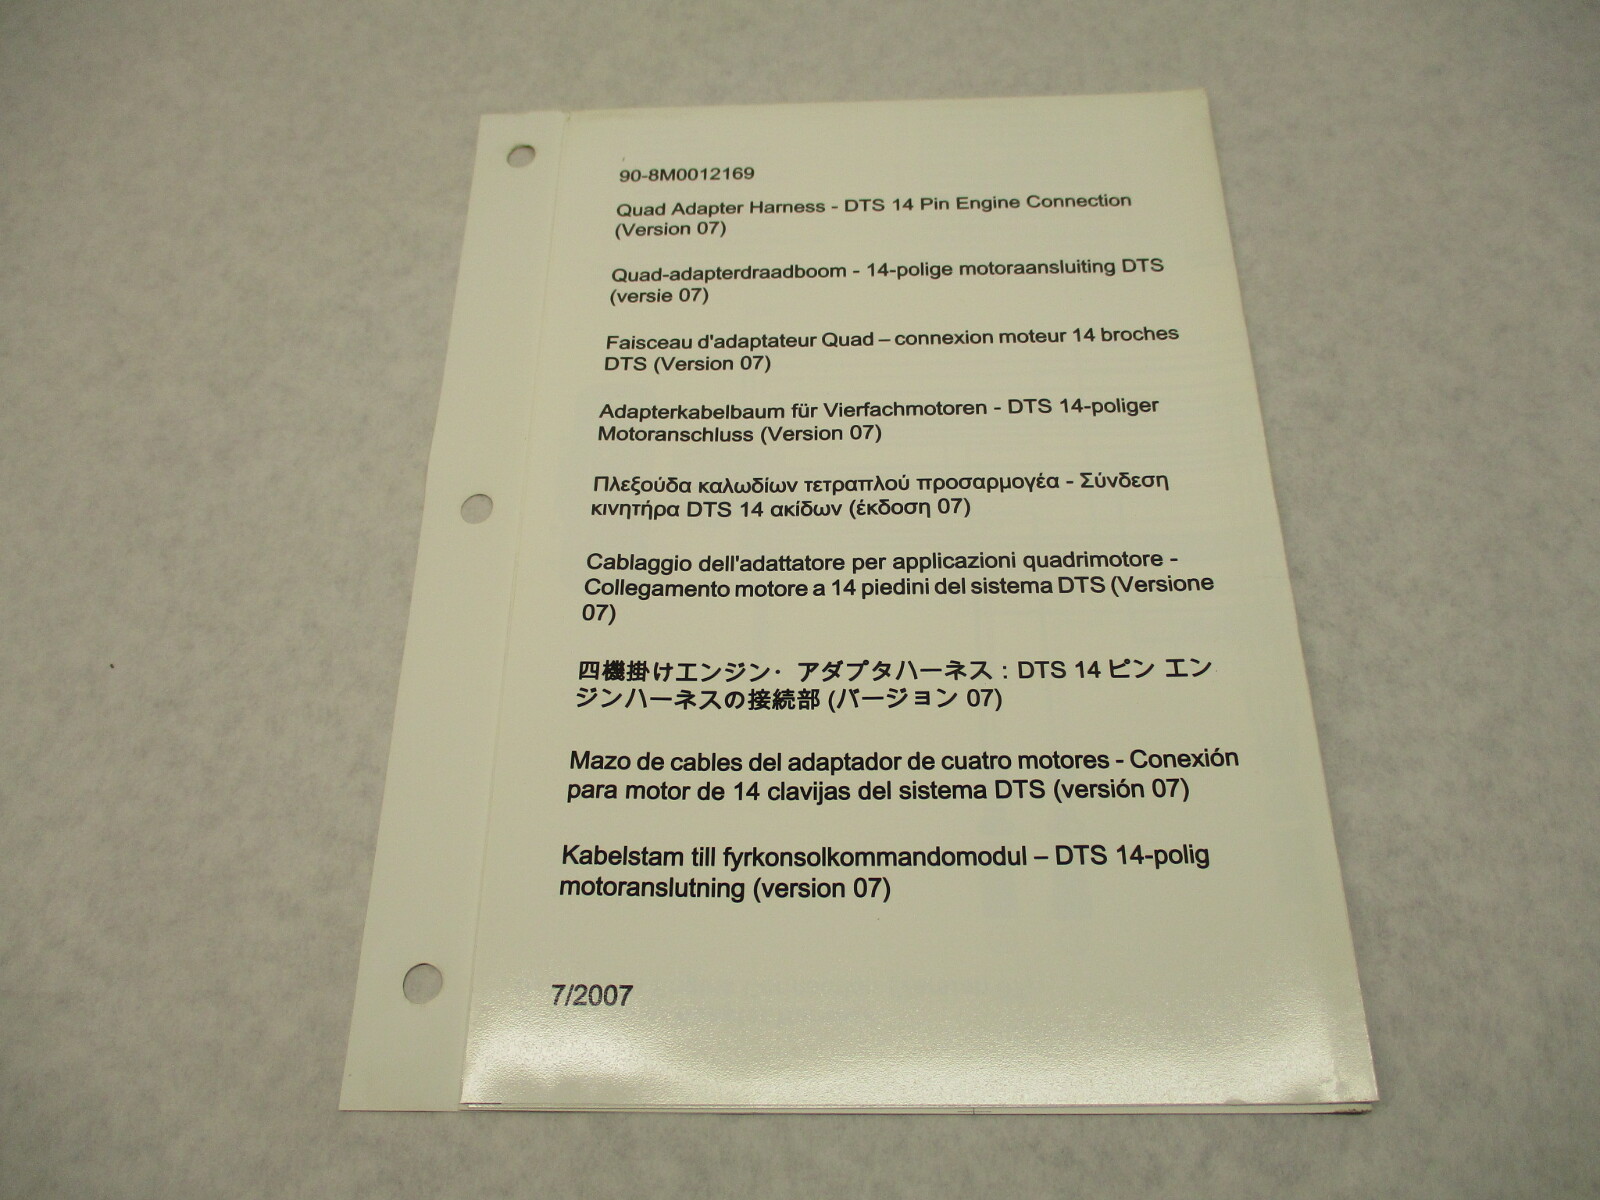 90-8M0012169
Quad Adapter Harness - DTS 14 Pin Engine Connection
(Version 07)
Quad-adapterdraadboom - 14-polige motoraansluiting DTS
(versie 07)
Faisceau d'adaptateur Quad – connexion moteur 14 broches
DTS (Version 07)
Adapterkabelbaum für Vierfachmotoren - DTS 14-poliger
Motoranschluss (Version 07)
Πλεξούδα καλωδίων τετραπλού προσαρμογέα - Σύνδεση
κινητήρα DTS 14 ακίδων (έκδοση 07)
Cablaggio dell'adattatore per applicazioni quadrimotore -
Collegamento motore a 14 piedini del sistema DTS (Versione
07)
四機掛けエンジン・アダプタハーネス：DTS 14 ピン エン
ジンハーネスの接続部 (バージョン 07)
Mazo de cables del adaptador de cuatro motores - Conexión
para motor de 14 clavijas del sistema DTS (versión 07)
Kabelstam till fyrkonsolkommandomodul – DTS 14-polig
motoranslutning (version 07)
7/2007